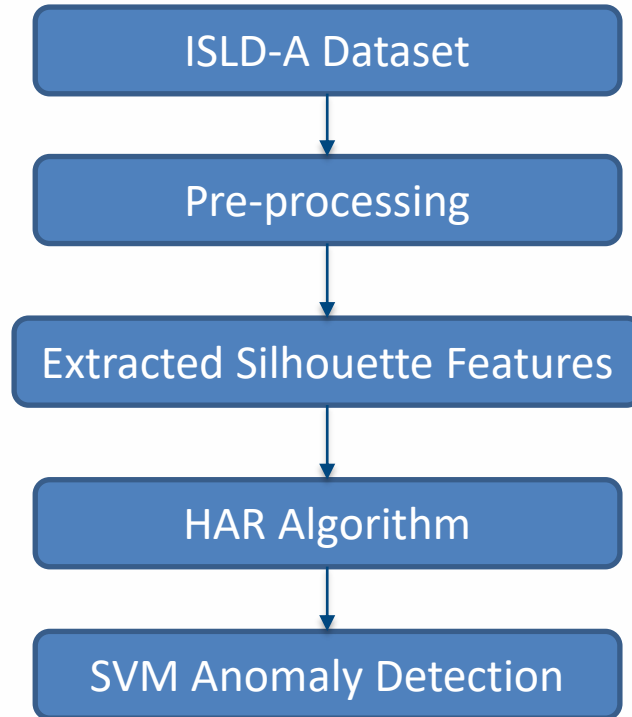 ISLD-A Dataset
Pre-processing
Extracted Silhouette Features
HAR Algorithm
SVM Anomaly Detection